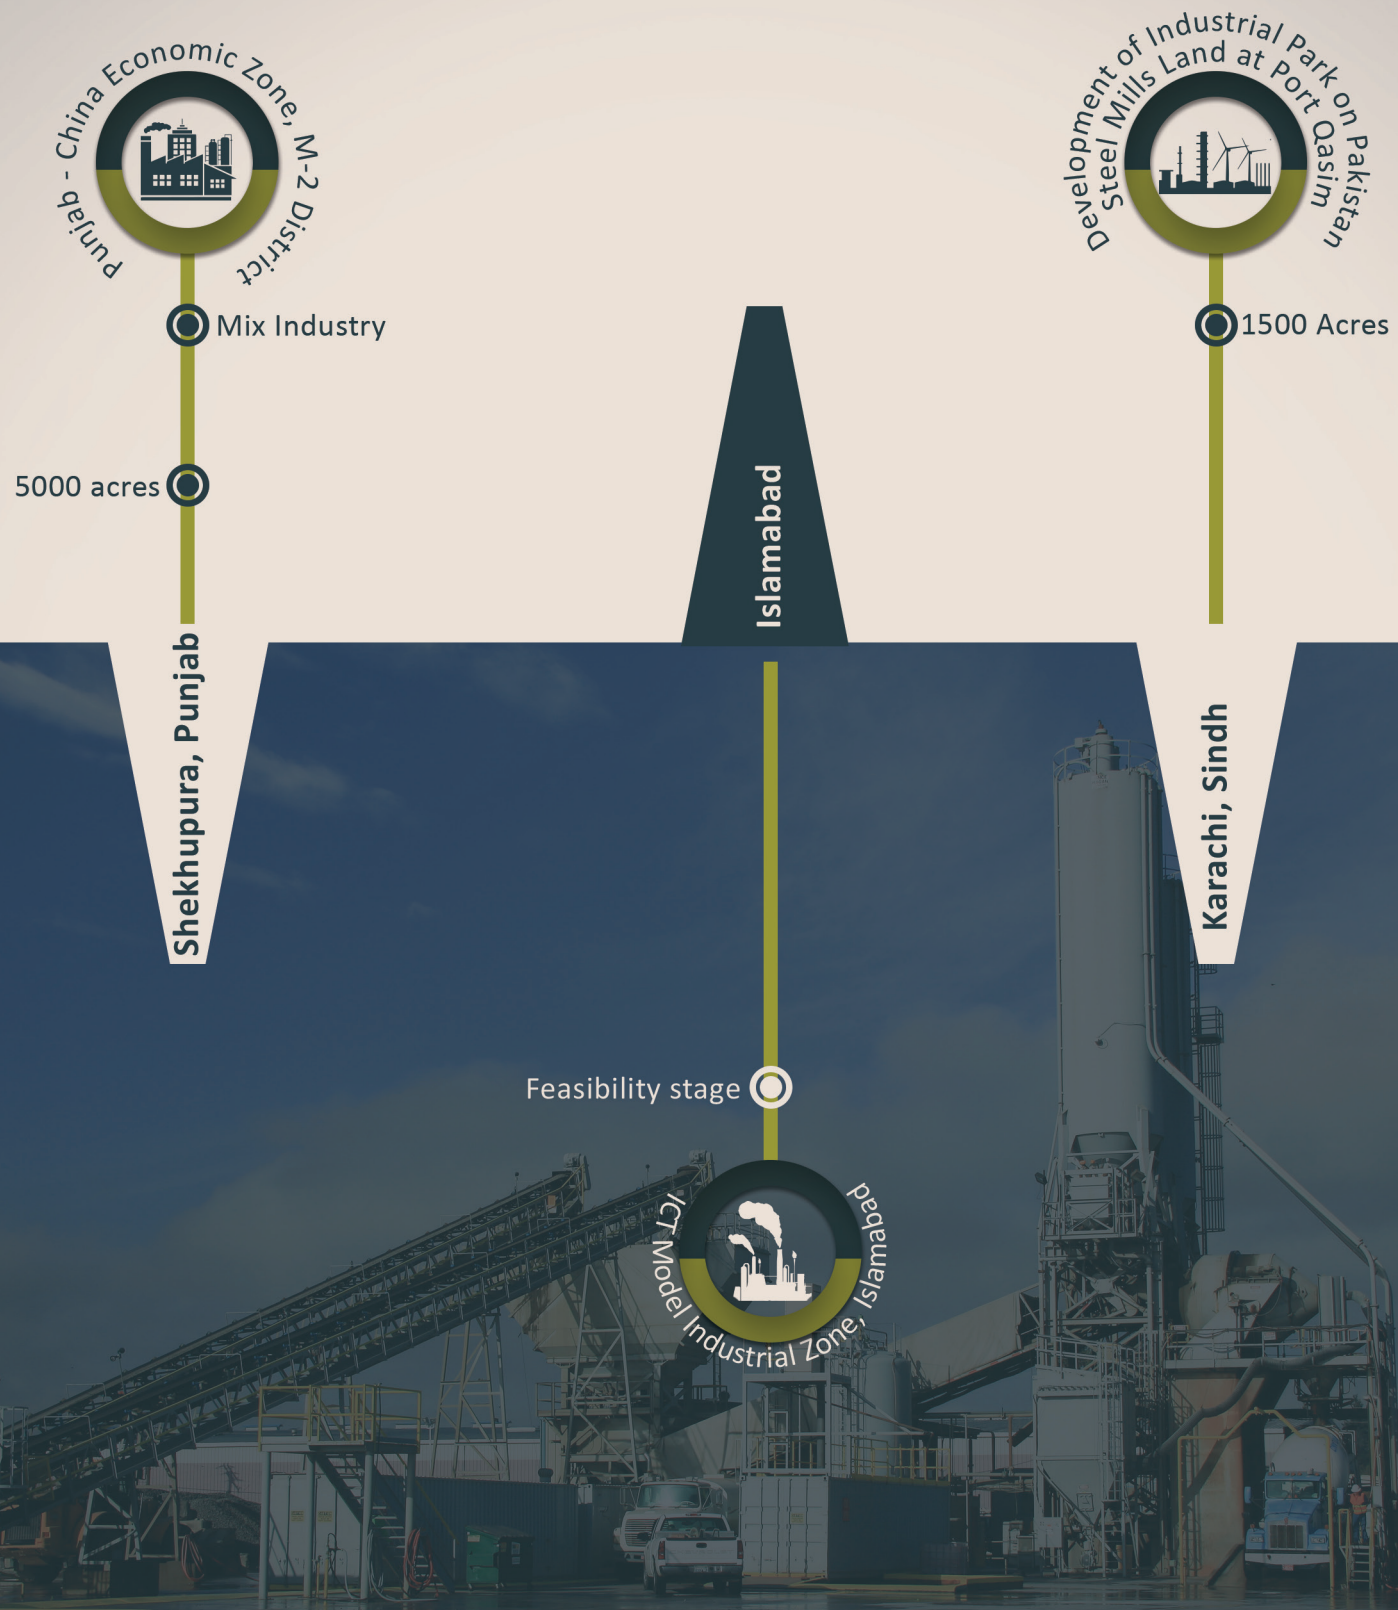 Punjab - China Economic Zone, M-2 District
Mix Industry
5000 acres
Shekhupura, Punjab
Islamabad
Feasibility stage
ICT Model Industrial Zone, Islamabad
Development of Industrial Park on Pakistan
Steel Mills Land at Port Qasim
1500 Acres
Karachi, Sindh